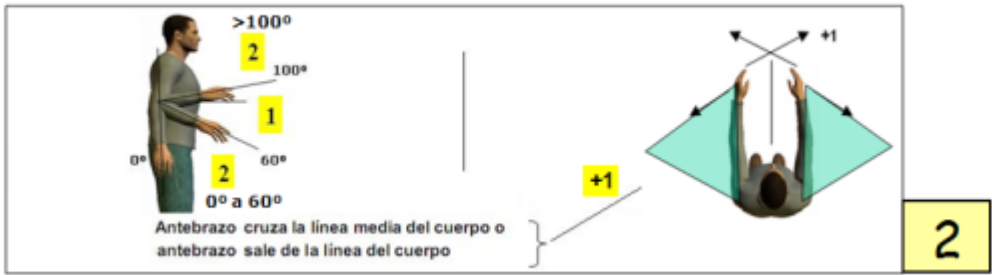 >100º
2
100º
1
0º
60º
2
0º a 60º
Antebrazo cruza la línea media del cuerpo o
antebrazo sale de la línea del cuerpo
+1
+1
2